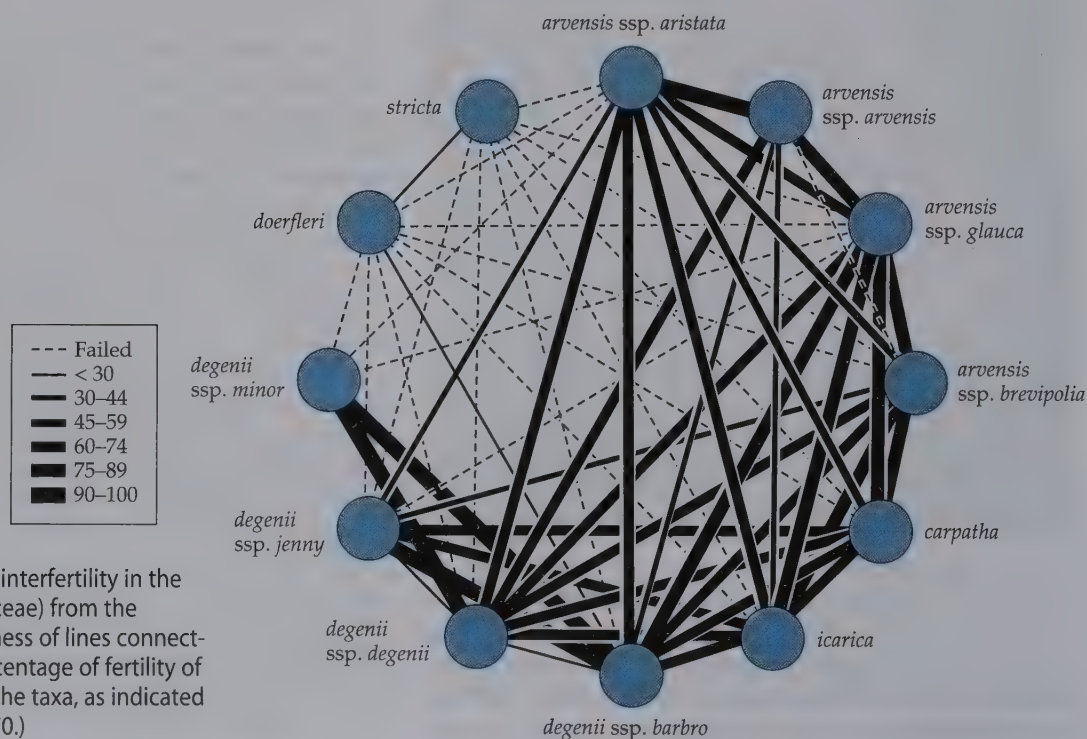 arvensis ssp. aristata
stricta
arvensis
ssp. arvensis
doerfleri
arvensis
ssp. glauca
--- Failed
< 30
30–44
45–59
60–74
75–89
90–100
degenii
ssp. minor
arvensis
ssp. brevipolia
degenii
ssp. jenny
carpatha
degenii
ssp. degenii
icarica
degenii ssp. barbro
interfertility in the
ceae) from the
ness of lines connect-
centage of fertility of
he taxa, as indicated
70.)